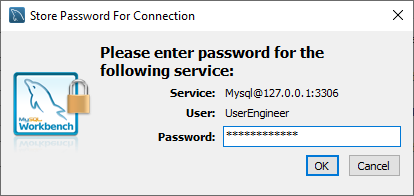 Store Password For Connection
Please enter password for the
following service:
Service: Mysql@127.0.0.1:3306
User: UserEngineer
Password: ************
MySQL
Workbench
OK Cancel